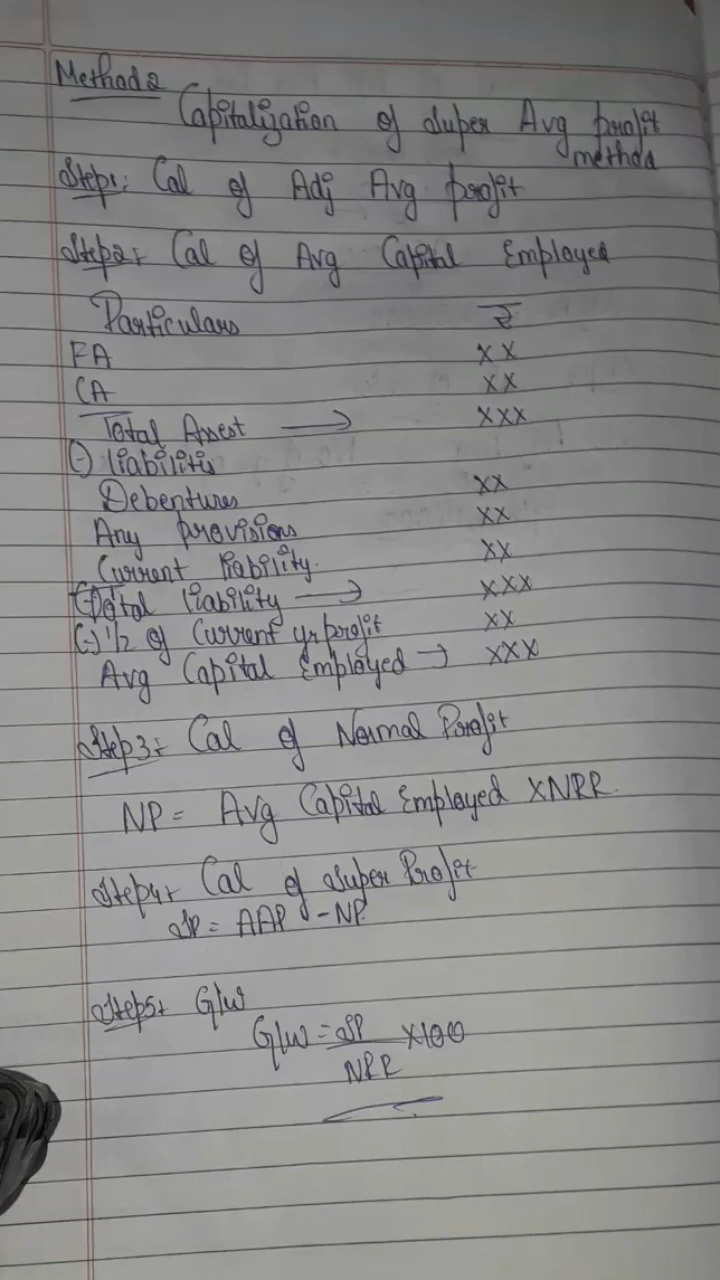 Method 2
Capitalization of super Avg profit
method
Step1: Cal of Adj Avg profit
Step2: Cal of Avg Capital Employed
Particulars ₹
FA XX
CA XX
Total Assest → XXX
(-) liabilitis
Debentures XX
Any provisions XX
Current liability. XX
(-) Total liability → XXX
(-) 1/2 of Current yr profit XX
Avg Capital Employed → XXX
Step3: Cal of Normal Profit
NP = Avg Capital Employed X NRR.
Step4: Cal of Super Profit
SP = AAP - NP
Step5: G/w
G/w = SP / NRR X100